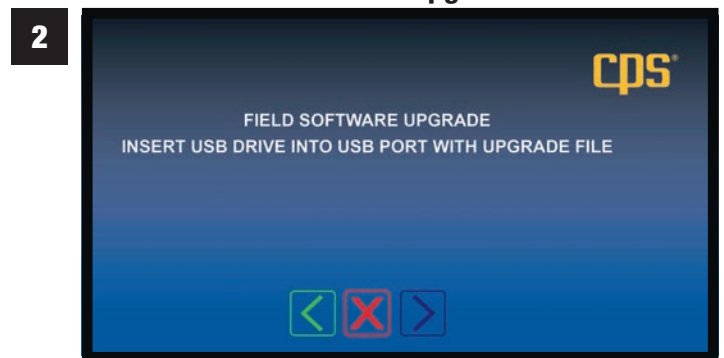 2
cps®
FIELD SOFTWARE UPGRADE
INSERT USB DRIVE INTO USB PORT WITH UPGRADE FILE